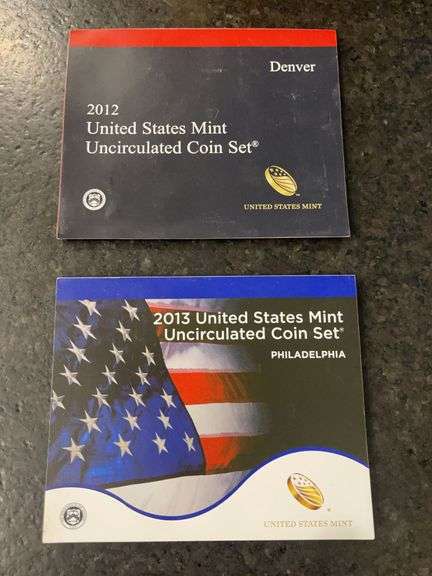 Denver
2012
United States Mint
Uncirculated Coin Set®
UNITED STATES MINT
2013 United States Mint
Uncirculated Coin Set®
PHILADELPHIA
UNITED STATES MINT